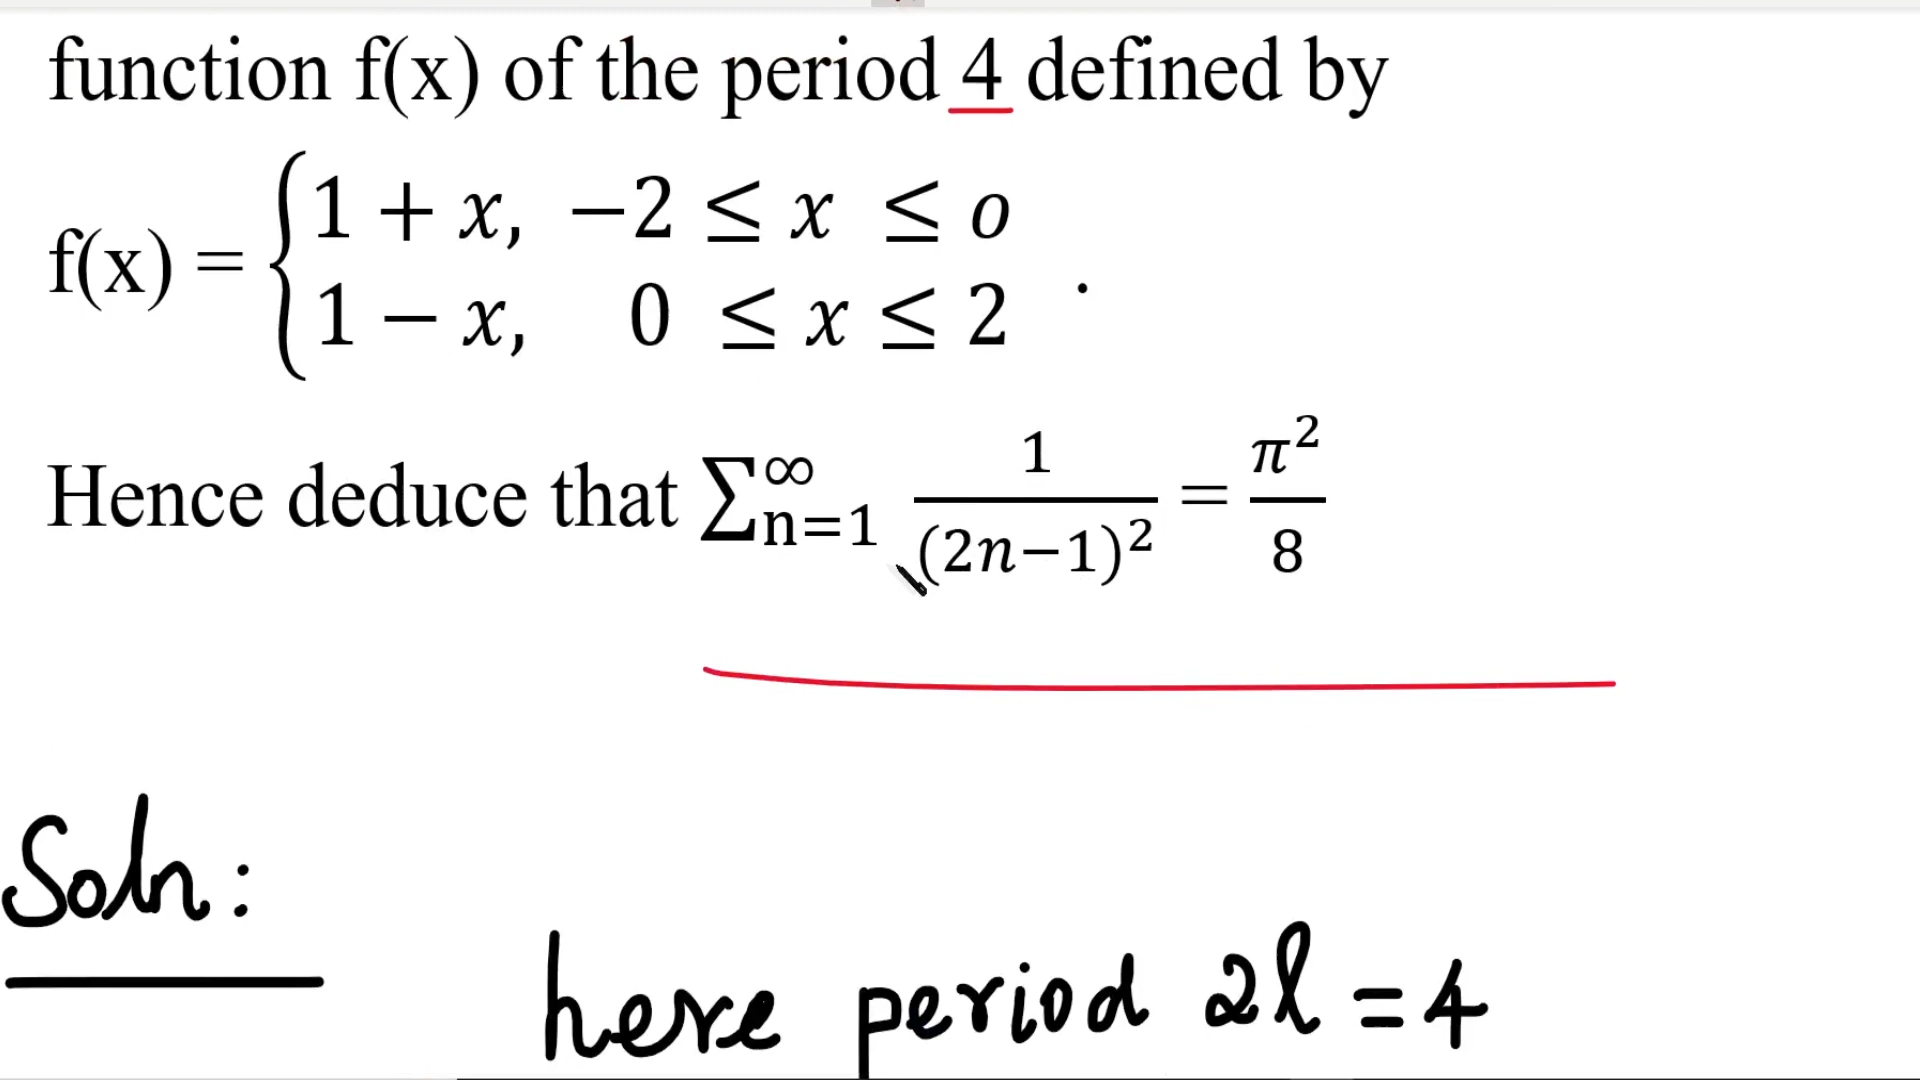 function f(x) of the period 4 defined by
f(x) = {1 + x, −2 ≤ x ≤ o
1 − x, 0 ≤ x ≤ 2 .
Hence deduce that ∑_{n=1}^{∞} 1/(2n−1)² = π²/8
Soln:
here period 2l = 4